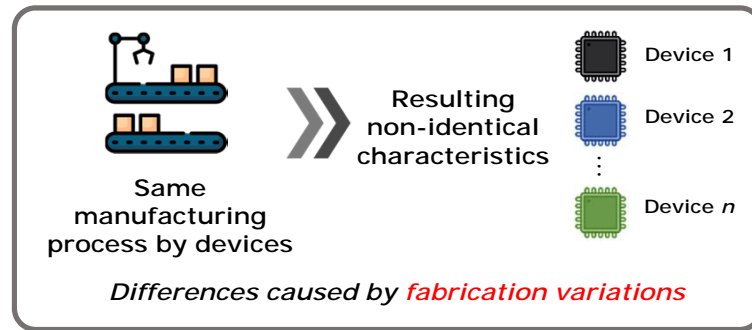 Same
manufacturing
process by devices
Resulting
non-identical
characteristics
Device 1
Device 2
⋮
Device n
Differences caused by fabrication variations